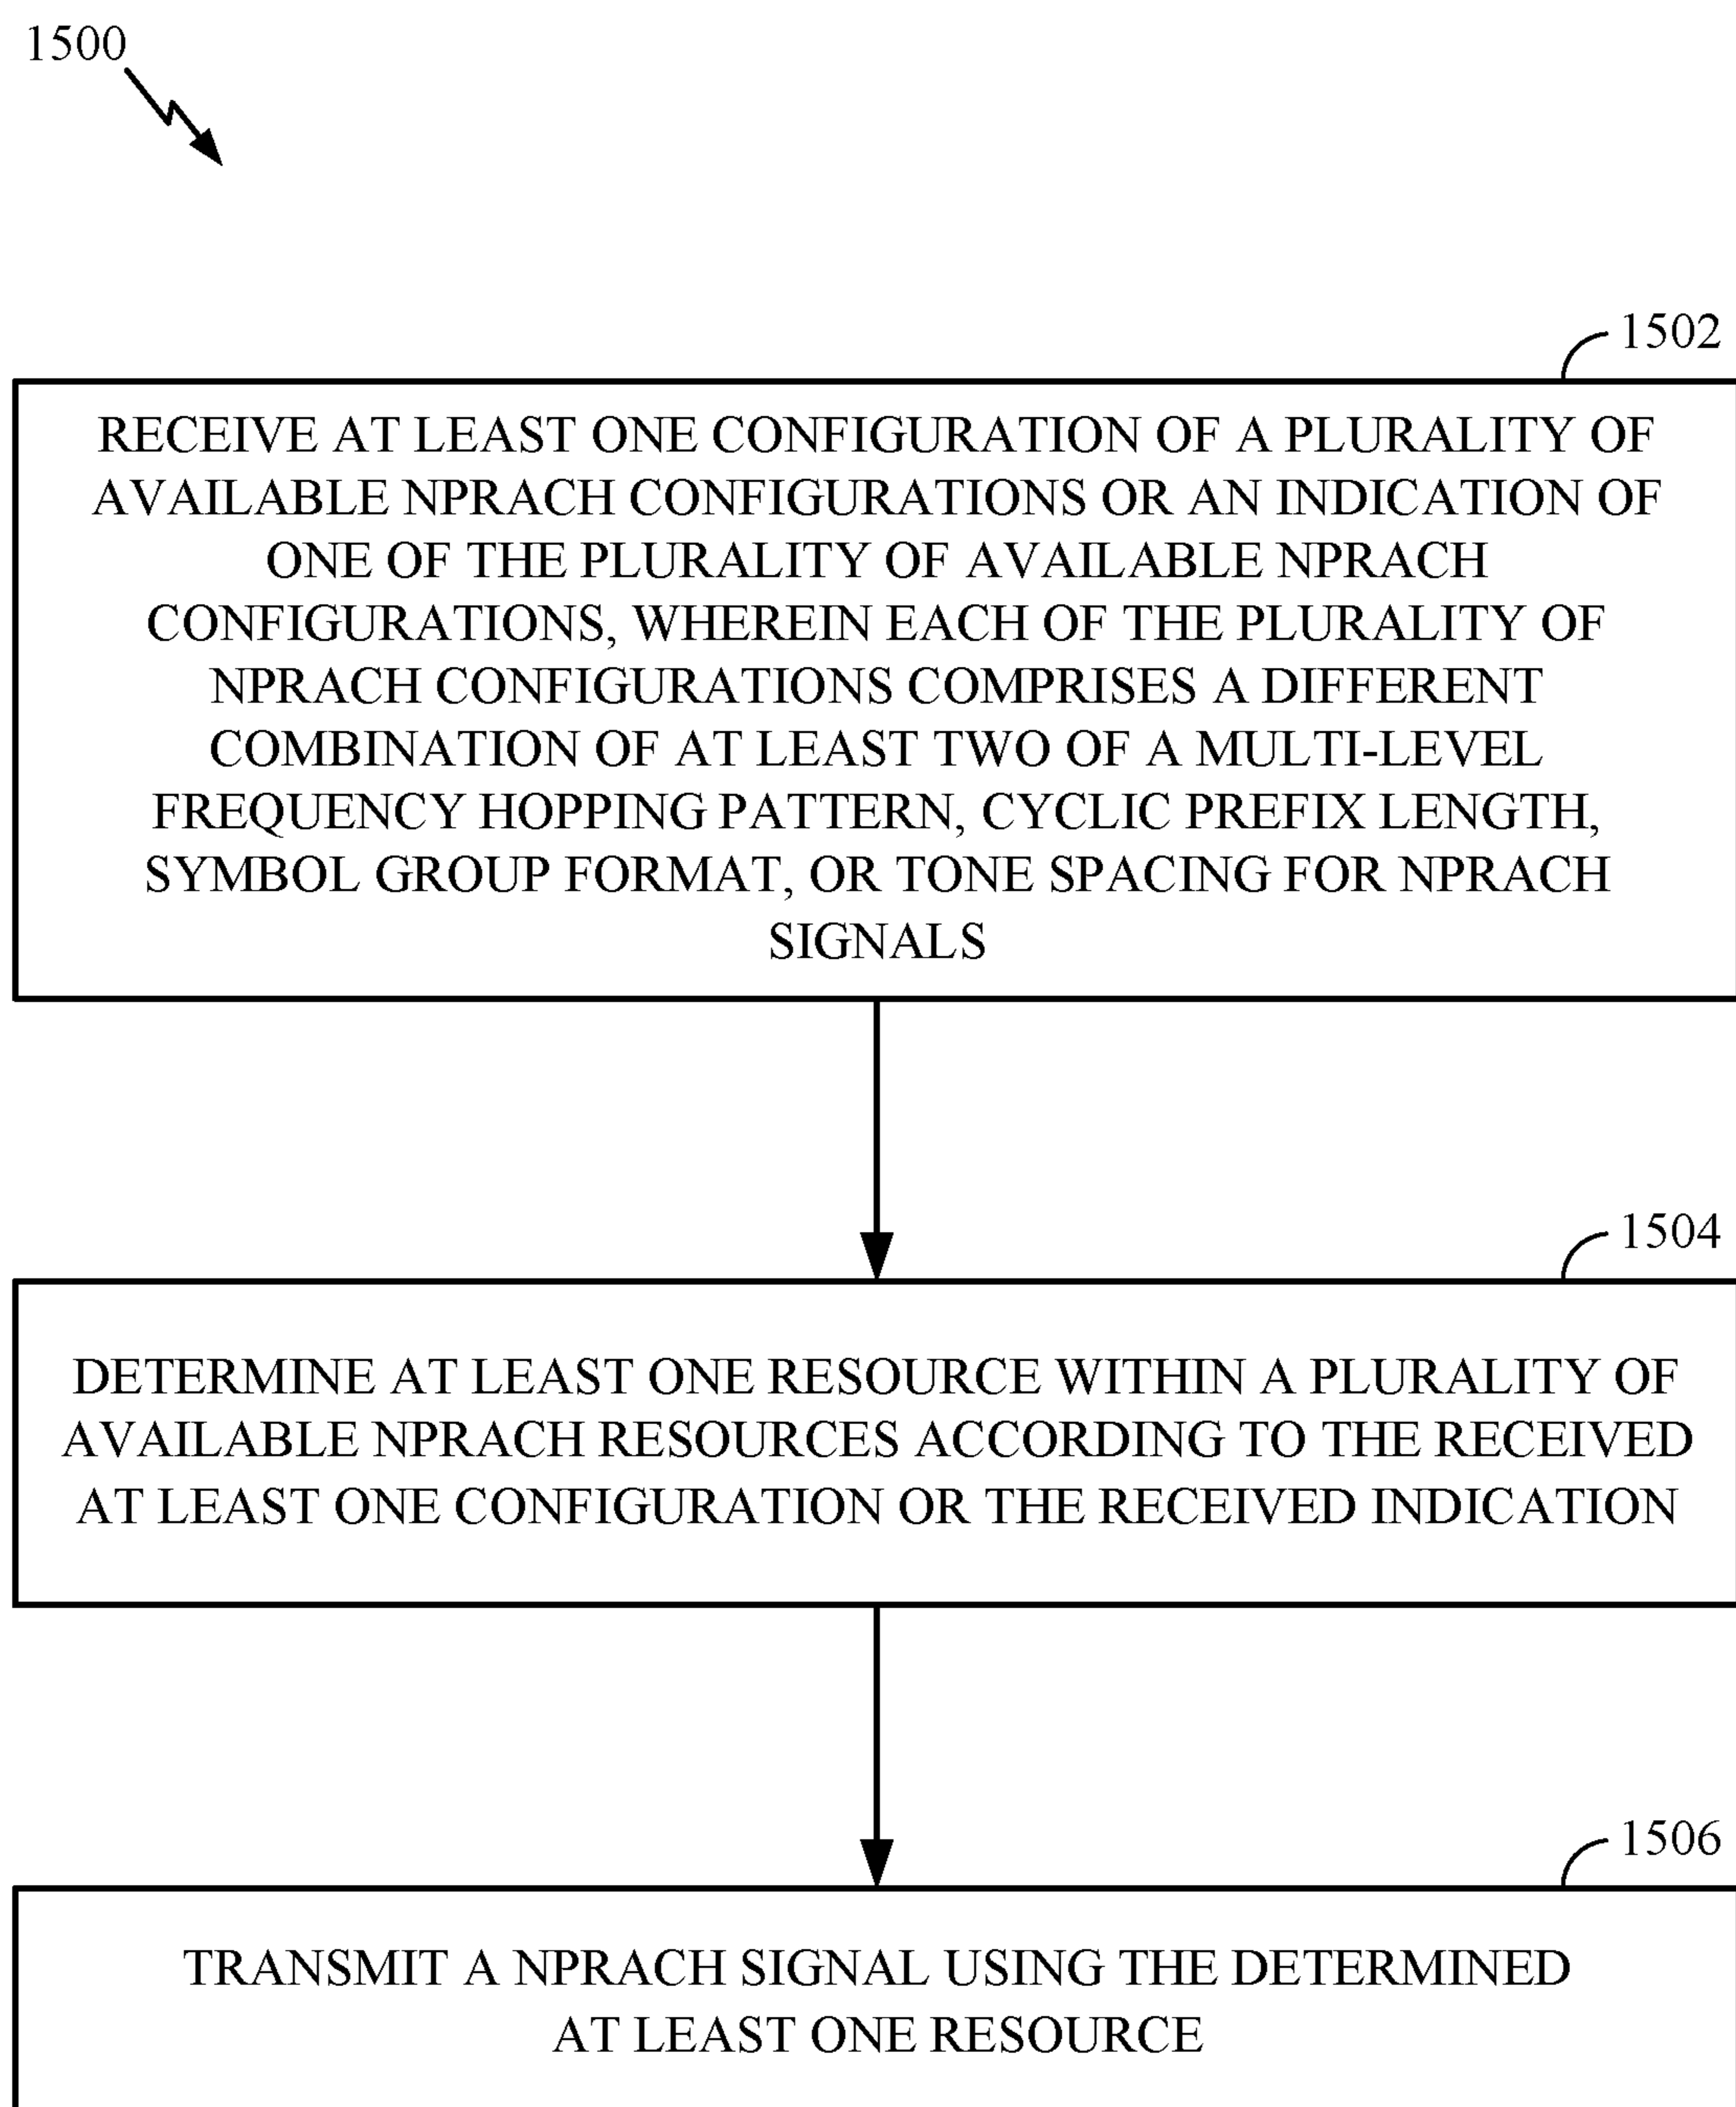 1500
1502
RECEIVE AT LEAST ONE CONFIGURATION OF A PLURALITY OF
AVAILABLE NPRACH CONFIGURATIONS OR AN INDICATION OF
ONE OF THE PLURALITY OF AVAILABLE NPRACH
CONFIGURATIONS, WHEREIN EACH OF THE PLURALITY OF
NPRACH CONFIGURATIONS COMPRISES A DIFFERENT
COMBINATION OF AT LEAST TWO OF A MULTI-LEVEL
FREQUENCY HOPPING PATTERN, CYCLIC PREFIX LENGTH,
SYMBOL GROUP FORMAT, OR TONE SPACING FOR NPRACH
SIGNALS
1504
DETERMINE AT LEAST ONE RESOURCE WITHIN A PLURALITY OF
AVAILABLE NPRACH RESOURCES ACCORDING TO THE RECEIVED
AT LEAST ONE CONFIGURATION OR THE RECEIVED INDICATION
1506
TRANSMIT A NPRACH SIGNAL USING THE DETERMINED
AT LEAST ONE RESOURCE